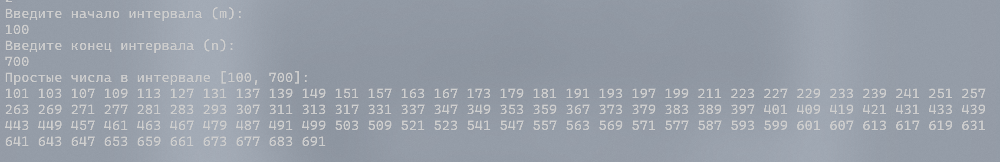 2
Введите начало интервала (m):
100
Введите конец интервала (n):
700
Простые числа в интервале [100, 700]:
101 103 107 109 113 127 131 137 139 149 151 157 163 167 173 179 181 191 193 197 199 211 223 227 229 233 239 241 251 257
263 269 271 277 281 283 293 307 311 313 317 331 337 347 349 353 359 367 373 379 383 389 397 401 409 419 421 431 433 439
443 449 457 461 463 467 479 487 491 499 503 509 521 523 541 547 557 563 569 571 577 587 593 599 601 607 613 617 619 631
641 643 647 653 659 661 673 677 683 691